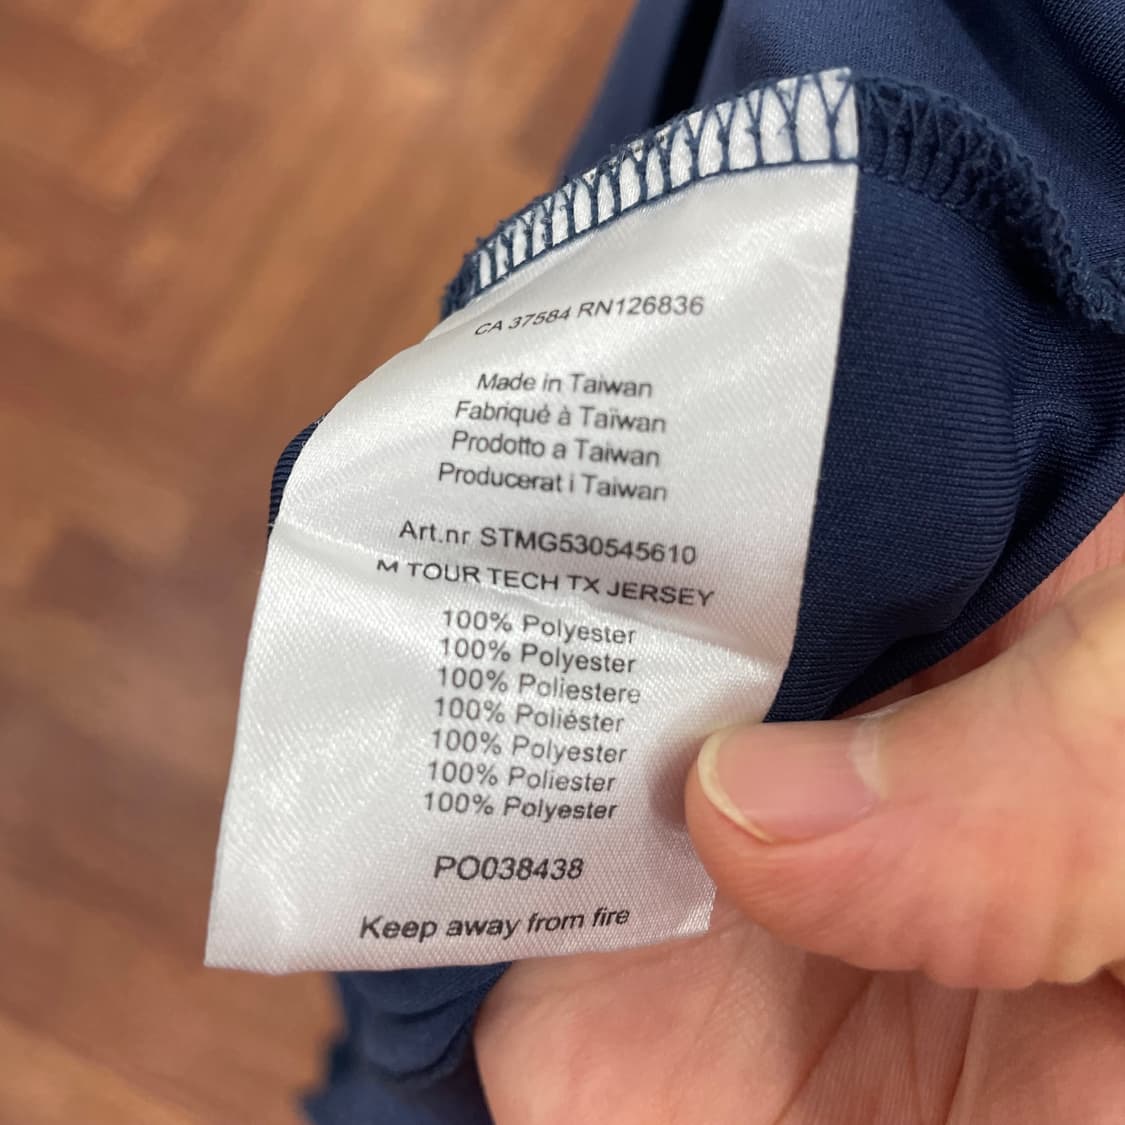 CA 37584 RN126836
Made in Taiwan
Fabriqué à Taïwan
Prodotto a Taiwan
Producerat i Taiwan
Art.nr STMG530545610
M TOUR TECH TX JERSEY
100% Polyester
100% Polyester
100% Poliestere
100% Poliéster
100% Polyester
100% Poliester
100% Polyester
PO038438
Keep away from fire